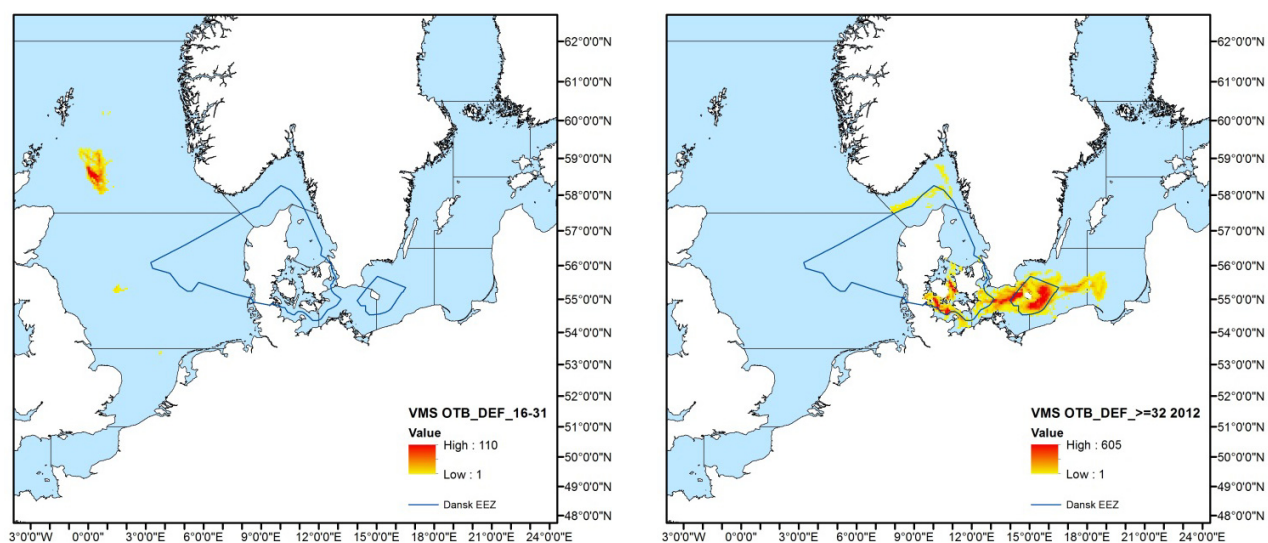 62°0'0"N
61°0'0"N
60°0'0"N
59°0'0"N
58°0'0"N
57°0'0"N
56°0'0"N
55°0'0"N
54°0'0"N
53°0'0"N
52°0'0"N
51°0'0"N
50°0'0"N
49°0'0"N
48°0'0"N
VMS OTB_DEF_16-31
Value
High : 110
Low : 1
Dansk EEZ
3°0'0"W 0°0'0" 3°0'0"E 6°0'0"E 9°0'0"E 12°0'0"E 15°0'0"E 18°0'0"E 21°0'0"E 24°0'0"E
62°0'0"N
61°0'0"N
60°0'0"N
59°0'0"N
58°0'0"N
57°0'0"N
56°0'0"N
55°0'0"N
54°0'0"N
53°0'0"N
52°0'0"N
51°0'0"N
50°0'0"N
49°0'0"N
48°0'0"N
VMS OTB_DEF_>=32 2012
Value
High : 605
Low : 1
Dansk EEZ
3°0'0"W 0°0'0" 3°0'0"E 6°0'0"E 9°0'0"E 12°0'0"E 15°0'0"E 18°0'0"E 21°0'0"E 24°0'0"E